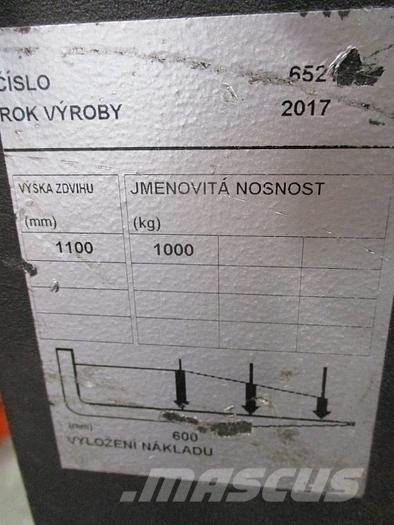 ČÍSLO 652
ROK VÝROBY 2017
VÝŠKA ZDVIHU JMENOVITÁ NOSNOST
(mm) (kg)
1100 1000
600
(mm)
VYLOŽENÍ NÁKLADU
MASCUS